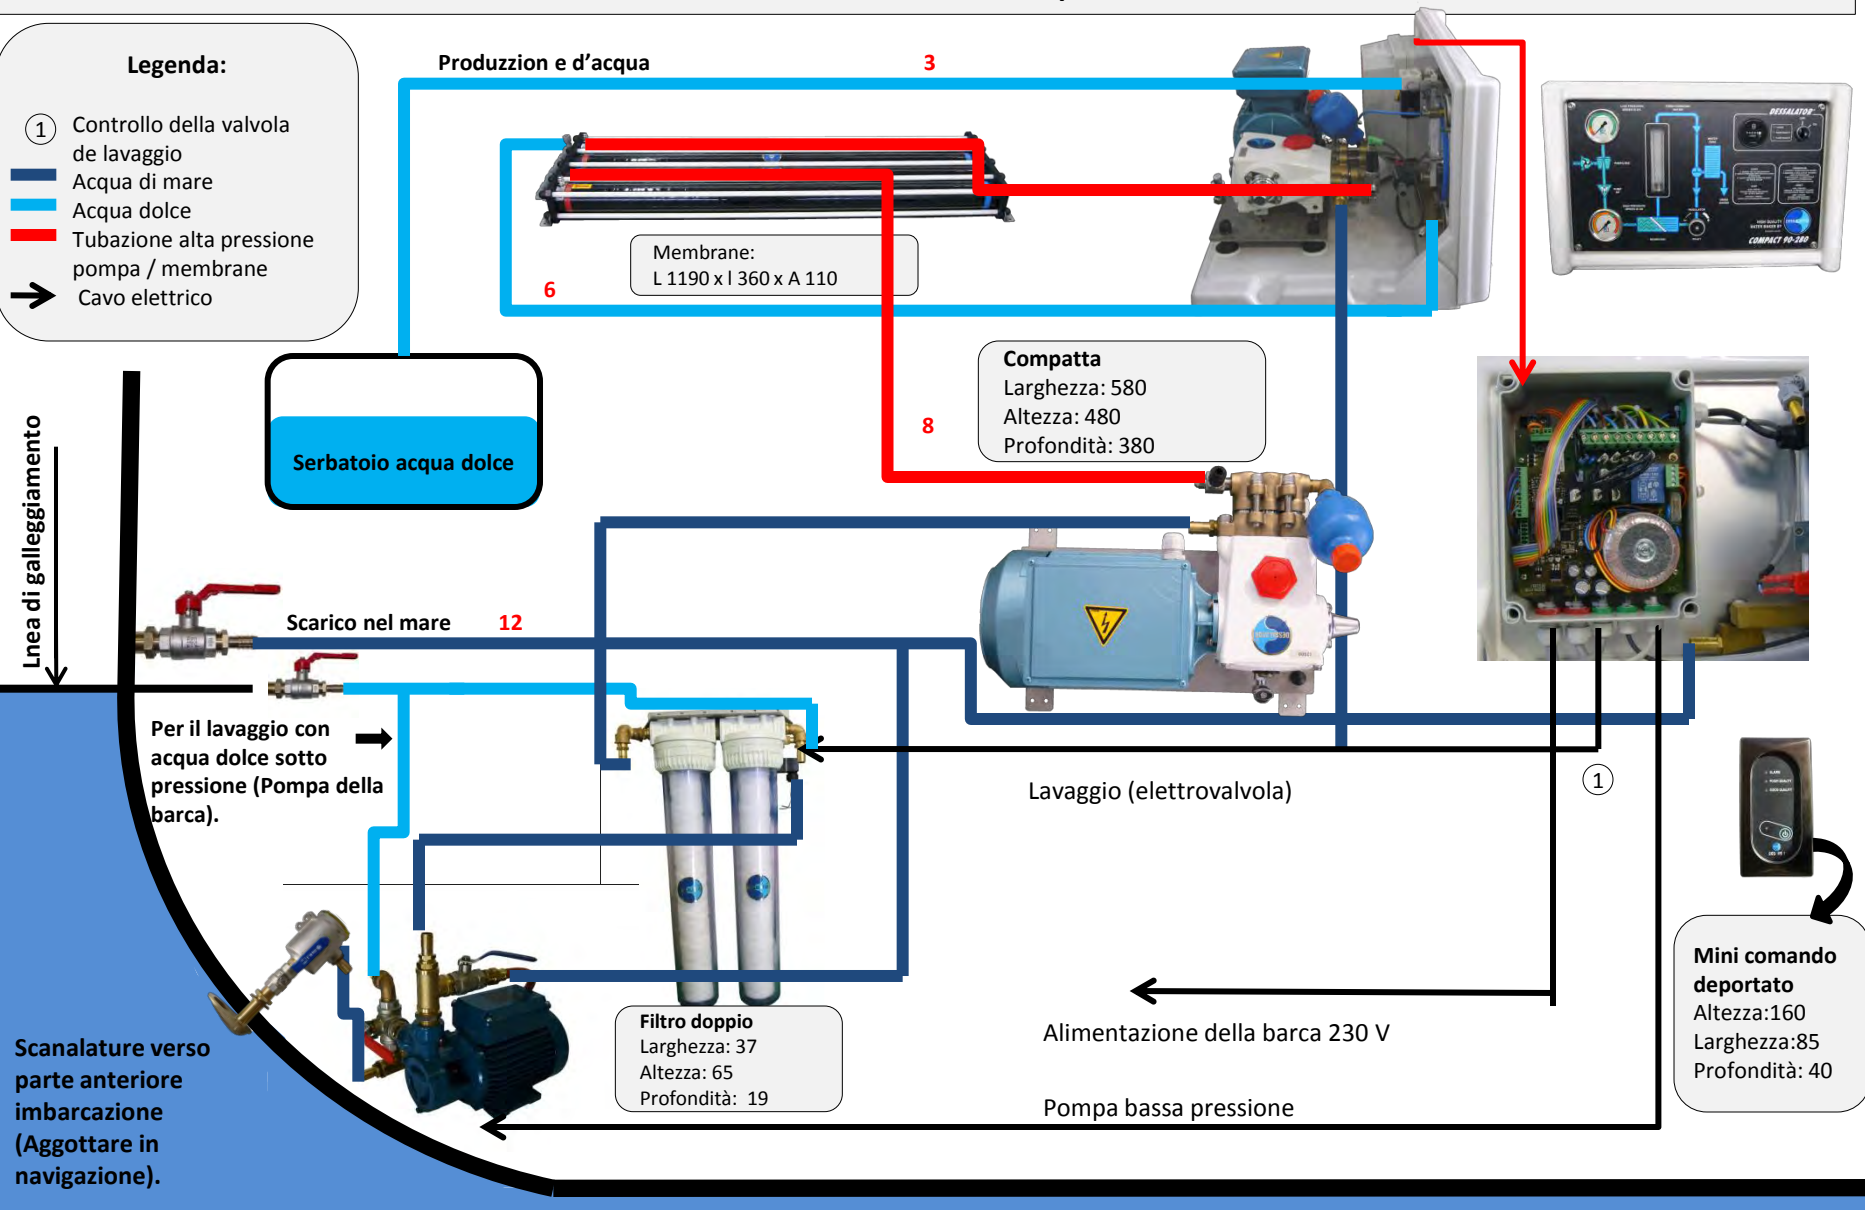 Legenda:
1 Controllo della valvola
de lavaggio
Acqua di mare
Acqua dolce
Tubazione alta pressione
pompa / membrane
Cavo elettrico
Produzzion e d'acqua 3
Membrane:
L 1190 x l 360 x A 110
6
8
Compatta
Larghezza: 580
Altezza: 480
Profondità: 380
DESSALATOR
COMPACT 90-280
Serbatoio acqua dolce
Lnea di galleggiamento
Scarico nel mare 12
Per il lavaggio con
acqua dolce sotto
pressione (Pompa della
barca).
Lavaggio (elettrovalvola)
1
Filtro doppio
Larghezza: 37
Altezza: 65
Profondità: 19
Alimentazione della barca 230 V
Pompa bassa pressione
Mini comando
deportato
Altezza:160
Larghezza:85
Profondità: 40
Scanalature verso
parte anteriore
imbarcazione
(Aggottare in
navigazione).